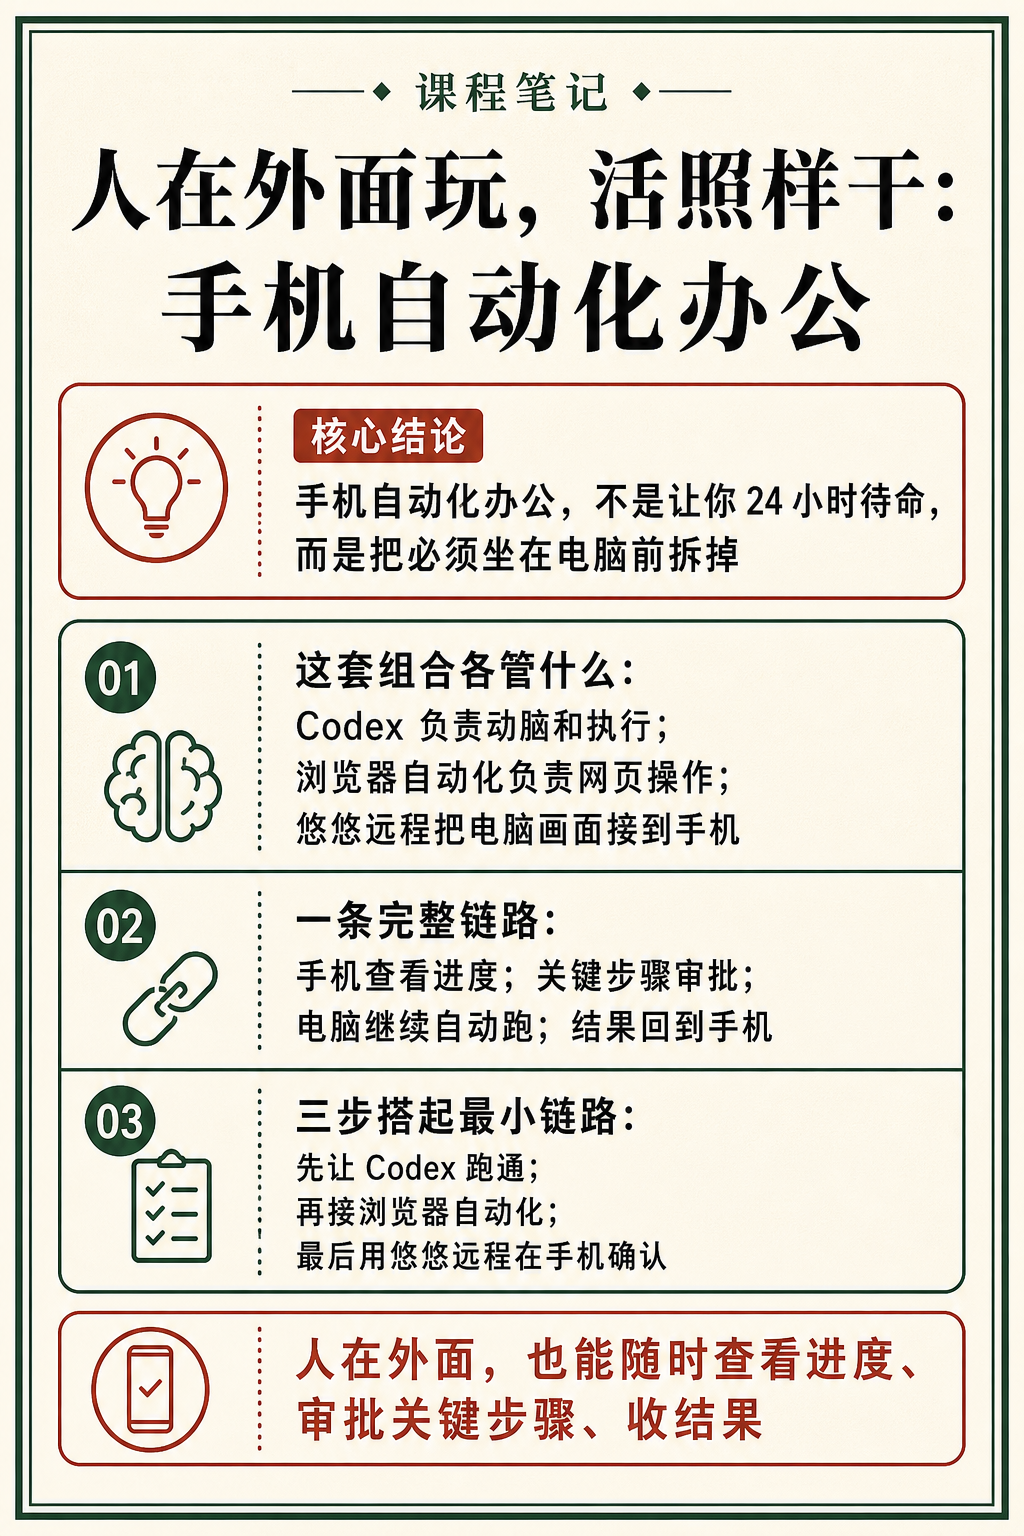 课程笔记
人在外面玩，活照样干：
手机自动化办公
核心结论
手机自动化办公，不是让你 24 小时待命，
而是把必须坐在电脑前拆掉
01
这套组合各管什么：
Codex 负责动脑和执行；
浏览器自动化负责网页操作；
悠悠远程把电脑画面接到手机
02
一条完整链路：
手机查看进度；关键步骤审批；
电脑继续自动跑；结果回到手机
03
三步搭起最小链路：
先让 Codex 跑通；
再接浏览器自动化；
最后用悠悠远程在手机确认
人在外面，也能随时查看进度、
审批关键步骤、收结果